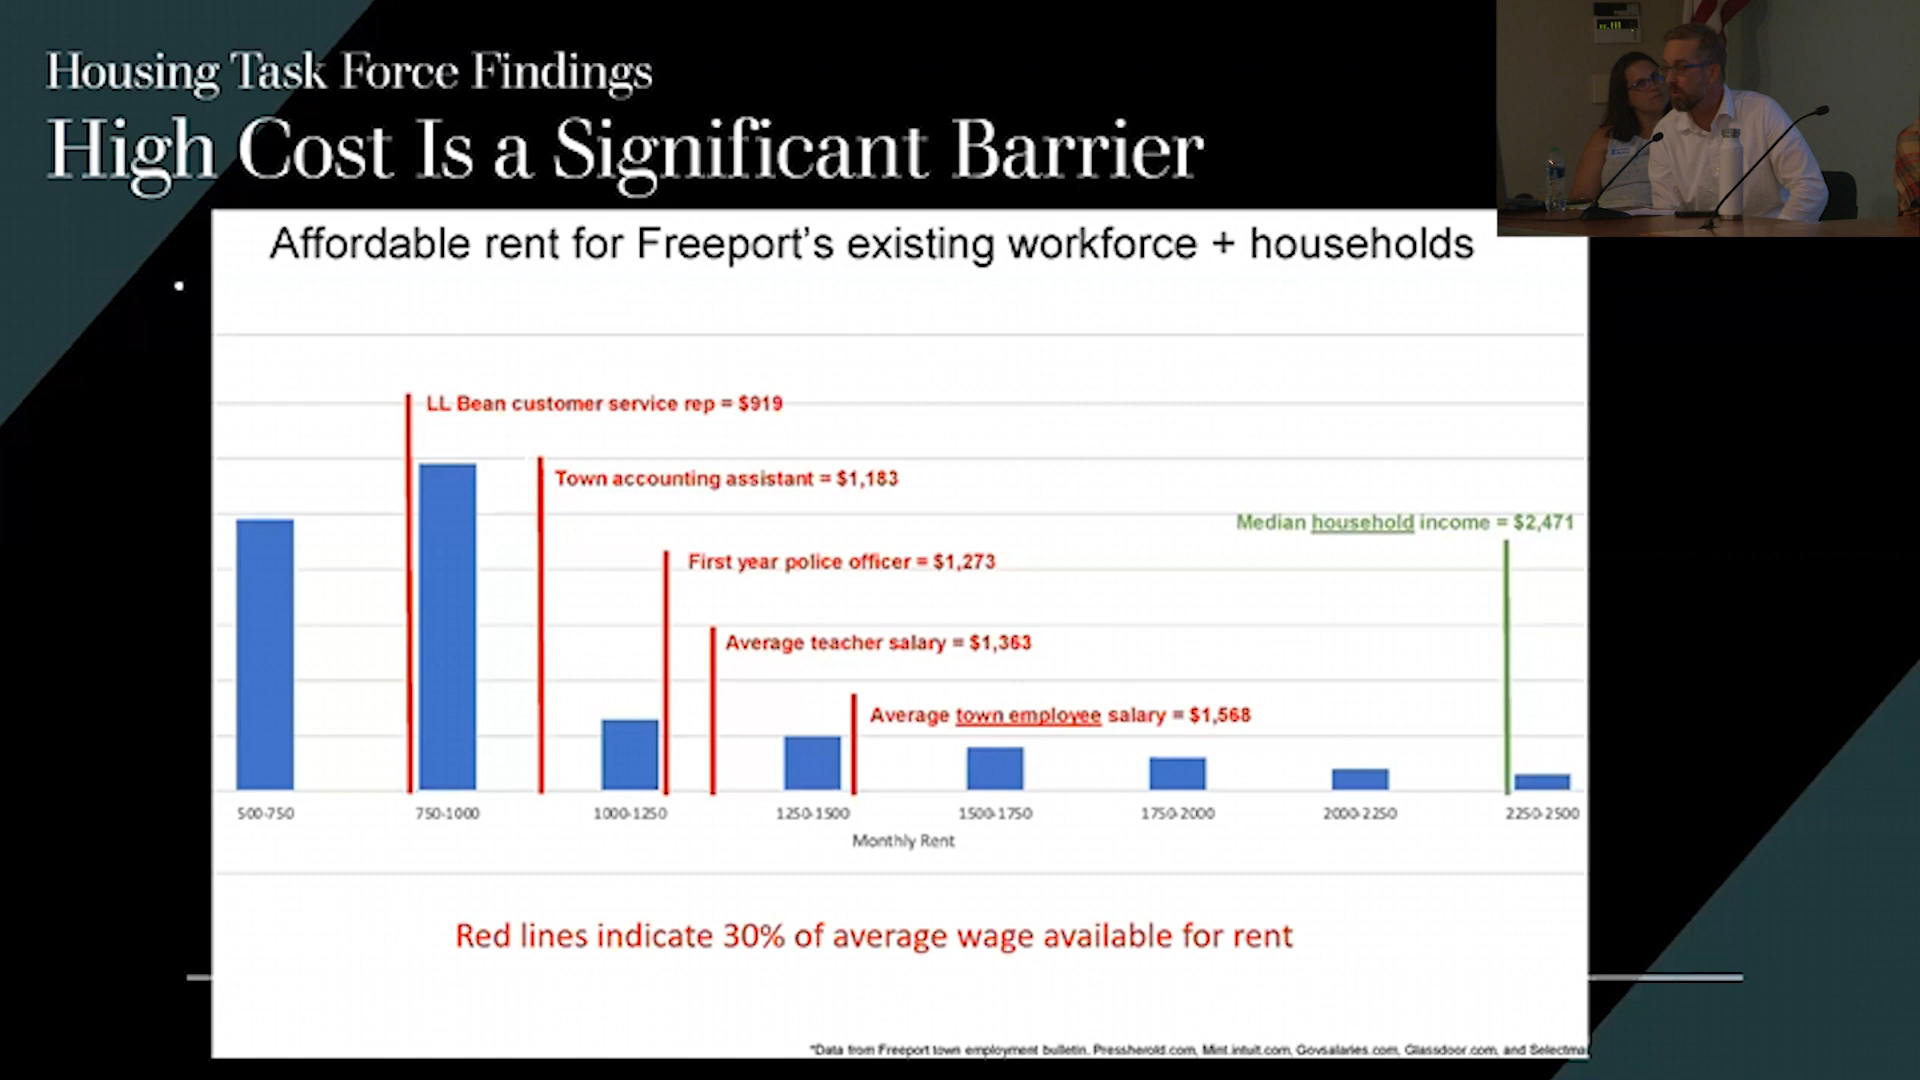 Housing Task Force Findings
High Cost Is a Significant Barrier
Affordable rent for Freeport’s existing workforce + households
LL Bean customer service rep = $919
Town accounting assistant = $1,183
Median household income = $2,471
First year police officer = $1,273
Average teacher salary = $1,363
Average town employee salary = $1,568
500-750 750-1000 1000-1250 1250-1500 1500-1750 1750-2000 2000-2250 2250-2500
Monthly Rent
Red lines indicate 30% of average wage available for rent
*Data from Freeport town employment bulletin. Pressherold.com, Mint.intuit.com, Govsalaries.com, Glassdoor.com, and Selectma